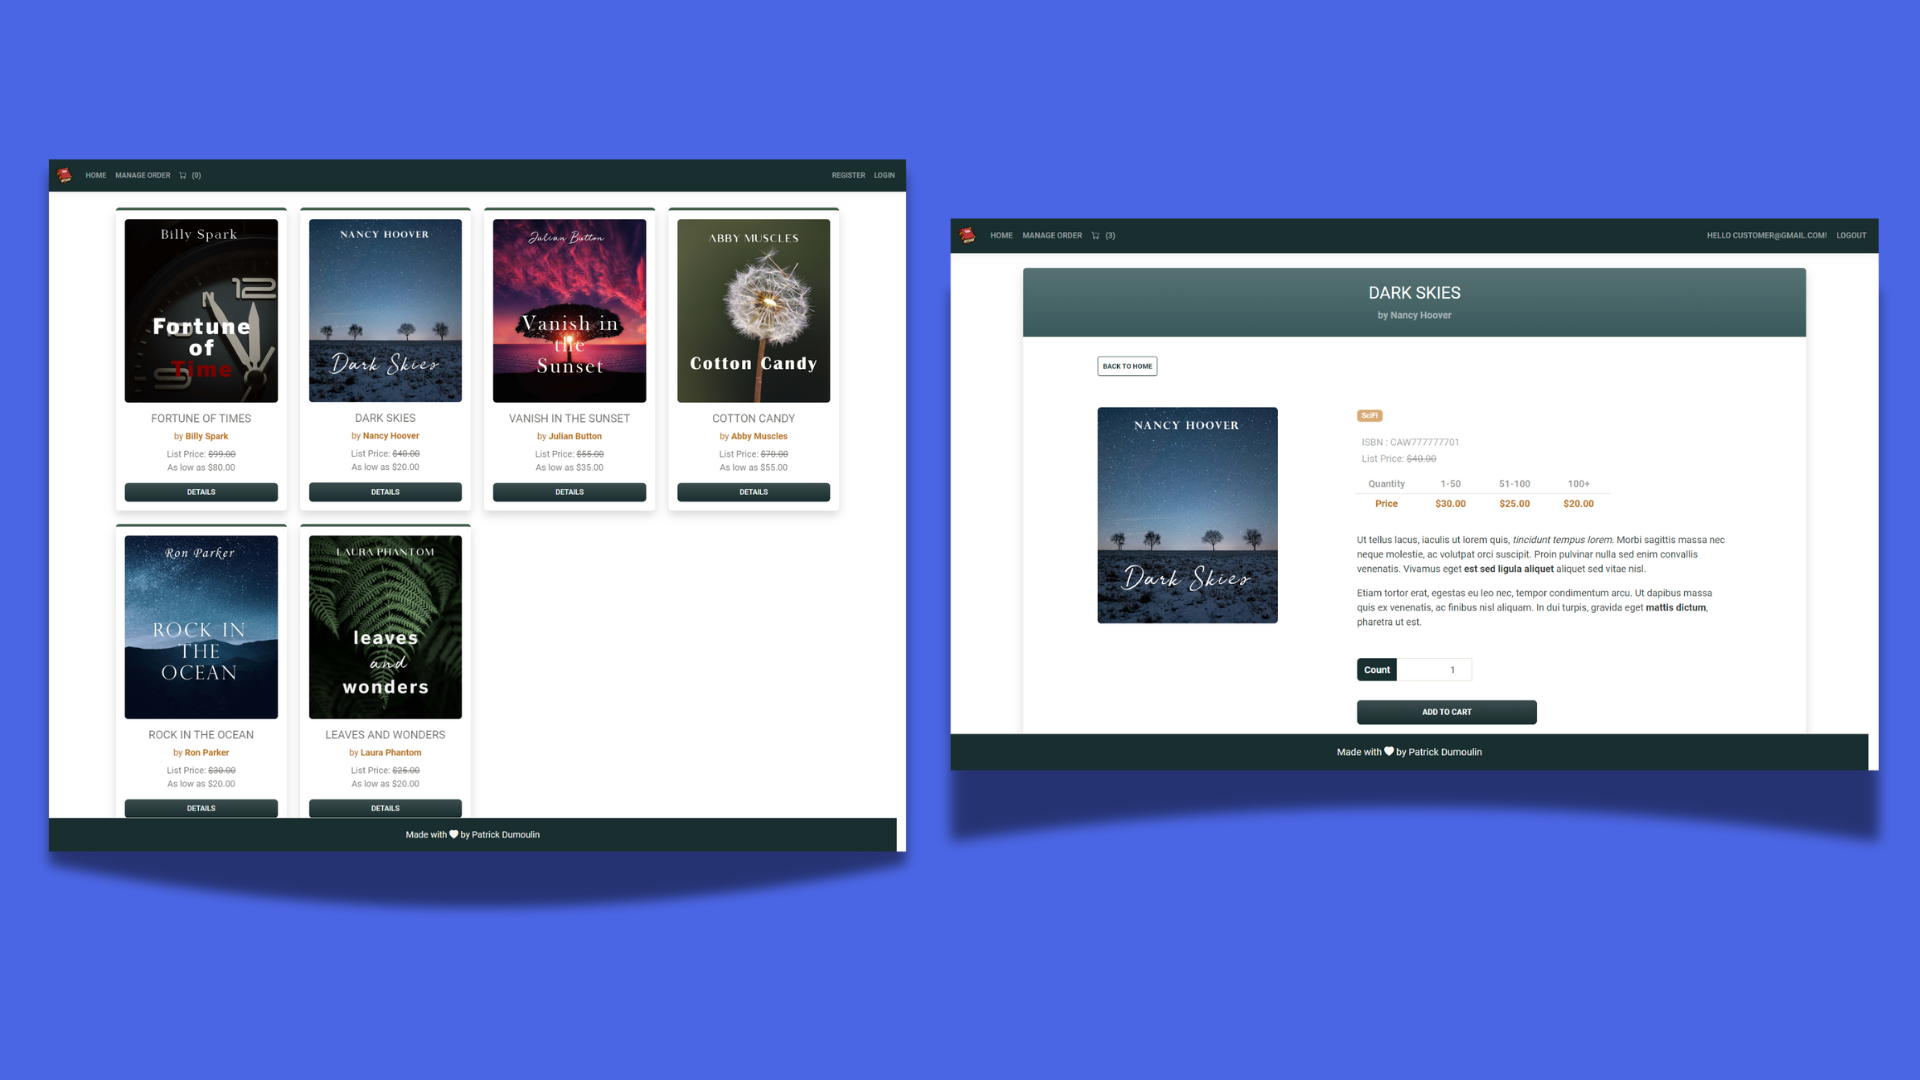 HOME MANAGE ORDER (0) REGISTER LOGIN
Billy Spark
12
Fortune
of
Time
9
FORTUNE OF TIMES
by Billy Spark
List Price: $99.00
As low as $80.00
DETAILS
NANCY HOOVER
Dark Skies
DARK SKIES
by Nancy Hoover
List Price: $40.00
As low as $20.00
DETAILS
Julian Button
Vanish in
the
Sunset
VANISH IN THE SUNSET
by Julian Button
List Price: $55.00
As low as $35.00
DETAILS
ABBY MUSCLES
Cotton Candy
COTTON CANDY
by Abby Muscles
List Price: $70.00
As low as $55.00
DETAILS
Ron Parker
ROCK IN
THE
OCEAN
ROCK IN THE OCEAN
by Ron Parker
List Price: $30.00
As low as $20.00
DETAILS
LAURA PHANTOM
leaves
and
wonders
LEAVES AND WONDERS
by Laura Phantom
List Price: $25.00
As low as $20.00
DETAILS
Made with by Patrick Dumoulin
HOME MANAGE ORDER (3) HELLO CUSTOMER@GMAIL.COM! LOGOUT
DARK SKIES
by Nancy Hoover
BACK TO HOME
NANCY HOOVER
Dark Skies
SciFi
ISBN : CAW777777701
List Price: $40.00
Quantity 1-50 51-100 100+
Price $30.00 $25.00 $20.00
Ut tellus lacus, iaculis ut lorem quis, tincidunt tempus lorem. Morbi sagittis massa nec
neque molestie, ac volutpat orci suscipit. Proin pulvinar nulla sed enim convallis
venenatis. Vivamus eget est sed ligula aliquet aliquet sed vitae nisl.
Etiam tortor erat, egestas eu leo nec, tempor condimentum arcu. Ut dapibus massa
quis ex venenatis, ac finibus nisl aliquam. In dui turpis, gravida eget mattis dictum,
pharetra ut est.
Count 1
ADD TO CART
Made with by Patrick Dumoulin